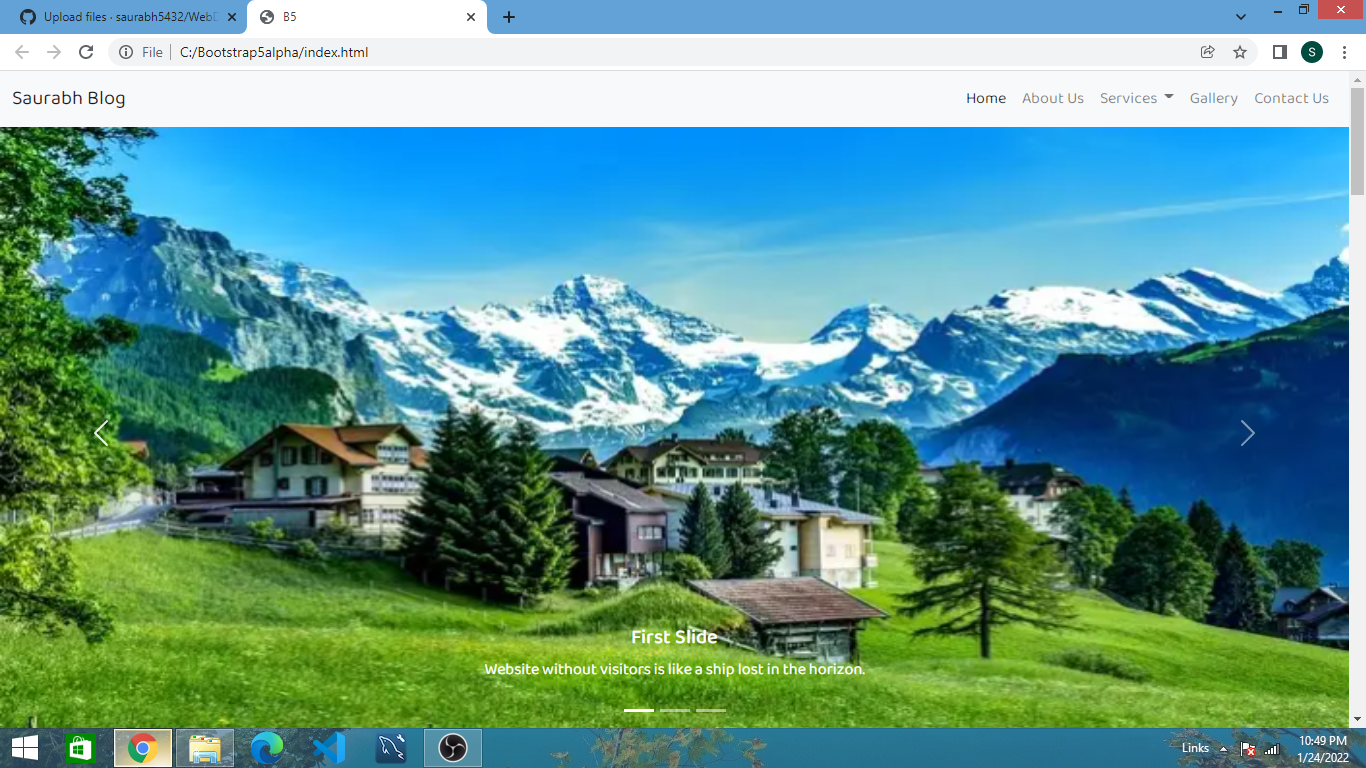 Upload files · saurabh5432/WebD
B5
File
C:/Bootstrap5alpha/index.html
S
Saurabh Blog
Home
About Us
Services
Gallery
Contact Us
First Slide
Website without visitors is like a ship lost in the horizon.
Links
10:49 PM
1/24/2022